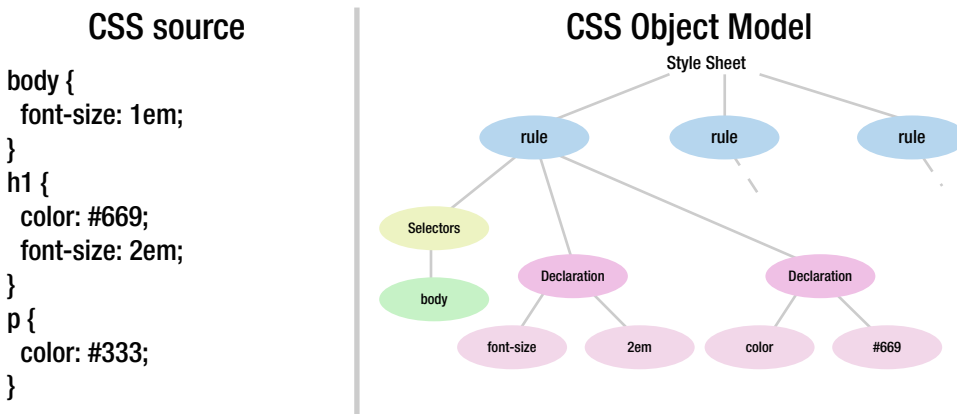 CSS source
body {
font-size: 1em;
}
h1 {
color: #669;
font-size: 2em;
}
p {
color: #333;
}
CSS Object Model
Style Sheet
rule
rule
rule
Selectors
body
Declaration
Declaration
font-size
2em
color
#669